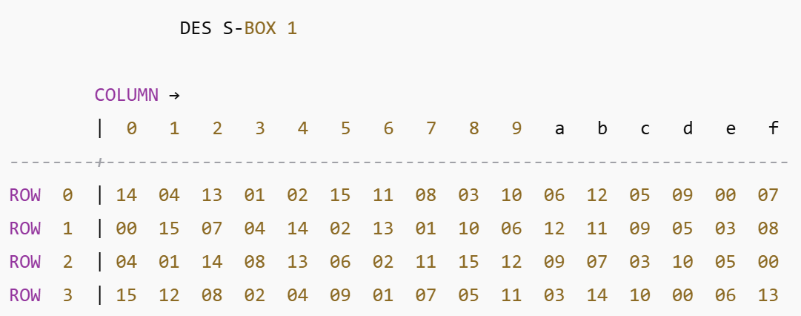 DES S-BOX 1
COLUMN →
| 0 1 2 3 4 5 6 7 8 9 a b c d e f
--------+----------------------------------------------------------------
ROW 0 | 14 04 13 01 02 15 11 08 03 10 06 12 05 09 00 07
ROW 1 | 00 15 07 04 14 02 13 01 10 06 12 11 09 05 03 08
ROW 2 | 04 01 14 08 13 06 02 11 15 12 09 07 03 10 05 00
ROW 3 | 15 12 08 02 04 09 01 07 05 11 03 14 10 00 06 13